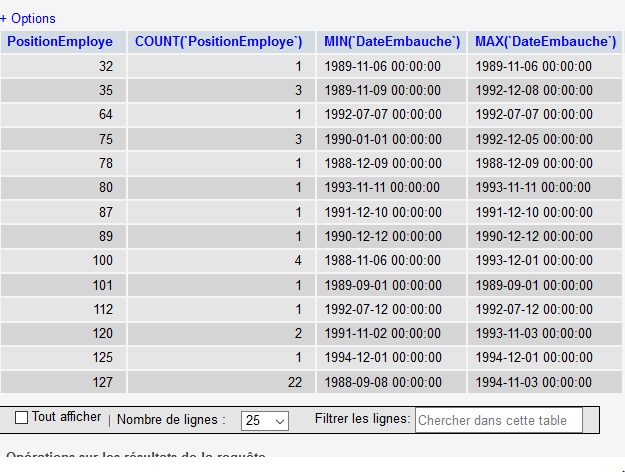 + Options
PositionEmploye COUNT(`PositionEmploye`) MIN(`DateEmbauche`) MAX(`DateEmbauche`)
32 1 1989-11-06 00:00:00 1989-11-06 00:00:00
35 3 1989-11-09 00:00:00 1992-12-08 00:00:00
64 1 1992-07-07 00:00:00 1992-07-07 00:00:00
75 3 1990-01-01 00:00:00 1992-12-05 00:00:00
78 1 1988-12-09 00:00:00 1988-12-09 00:00:00
80 1 1993-11-11 00:00:00 1993-11-11 00:00:00
87 1 1991-12-10 00:00:00 1991-12-10 00:00:00
89 1 1990-12-12 00:00:00 1990-12-12 00:00:00
100 4 1988-11-06 00:00:00 1993-12-01 00:00:00
101 1 1989-09-01 00:00:00 1989-09-01 00:00:00
112 1 1992-07-12 00:00:00 1992-07-12 00:00:00
120 2 1991-11-02 00:00:00 1993-11-03 00:00:00
125 1 1994-12-01 00:00:00 1994-12-01 00:00:00
127 22 1988-09-08 00:00:00 1994-11-03 00:00:00
Tout afficher | Nombre de lignes : 25 Filtrer les lignes: Chercher dans cette table
Opérations sur les résultats de la requête